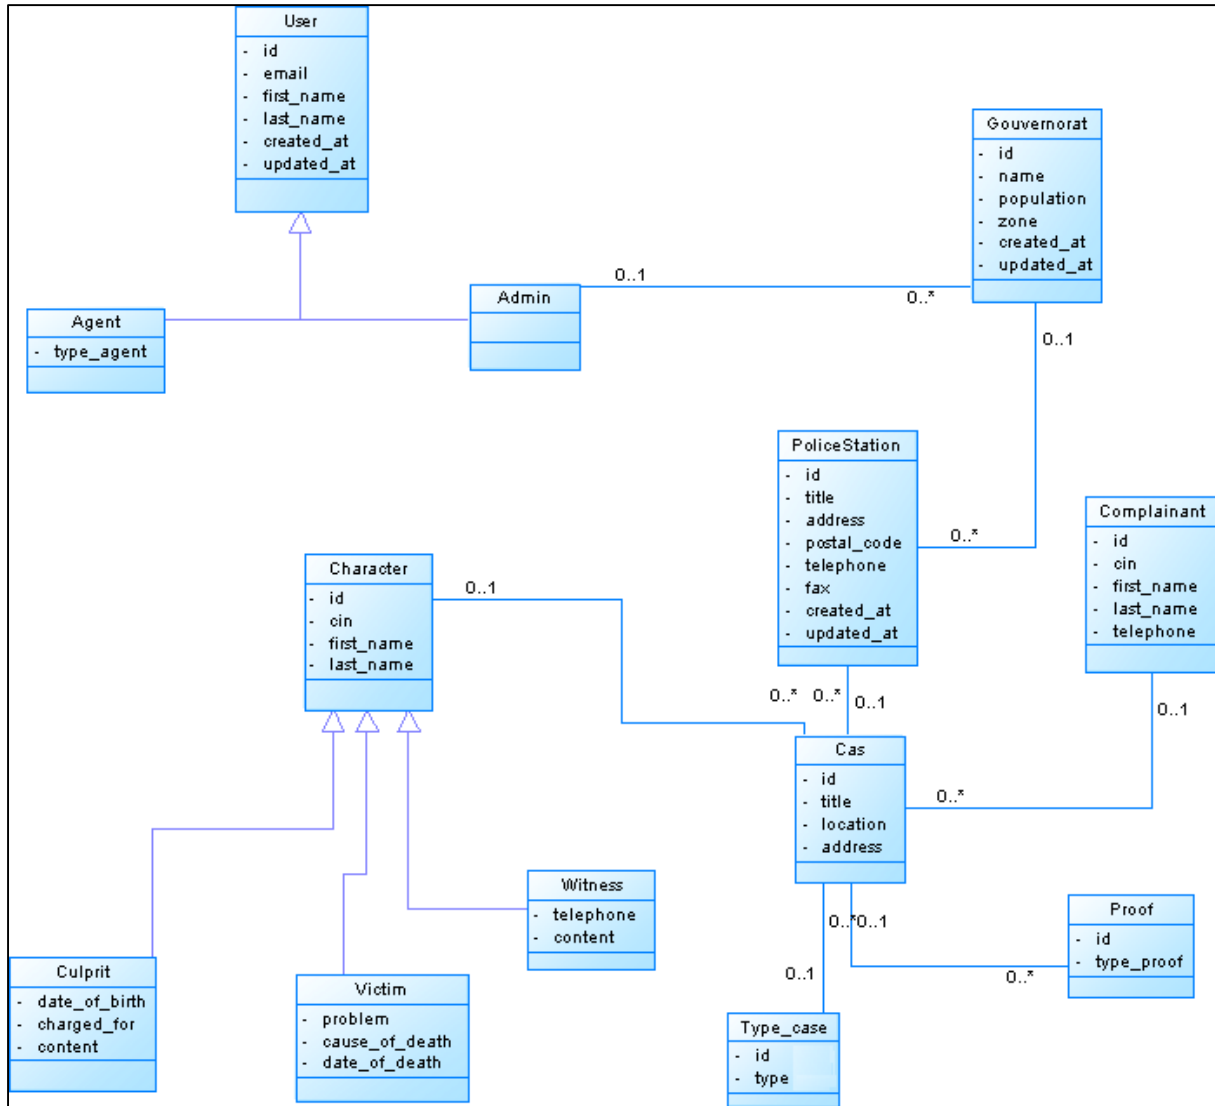 User
- id
- email
- first_name
- last_name
- created_at
- updated_at
Gouvernorat
- id
- name
- population
- zone
- created_at
- updated_at
0..1
0..*
Admin
Agent
- type_agent
0..1
PoliceStation
- id
- title
- address
- postal_code
- telephone
- fax
- created_at
- updated_at
0..*
Complainant
- id
- cin
- first_name
- last_name
- telephone
Character
- id
- cin
- first_name
- last_name
0..1
0..* 0..* 0..1
0..1
Cas
- id
- title
- location
- address
0..*
Witness
- telephone
- content
0..*0..1
Proof
- id
- type_proof
0..*
Culprit
- date_of_birth
- charged_for
- content
Victim
- problem
- cause_of_death
- date_of_death
0..1
Type_case
- id
- type